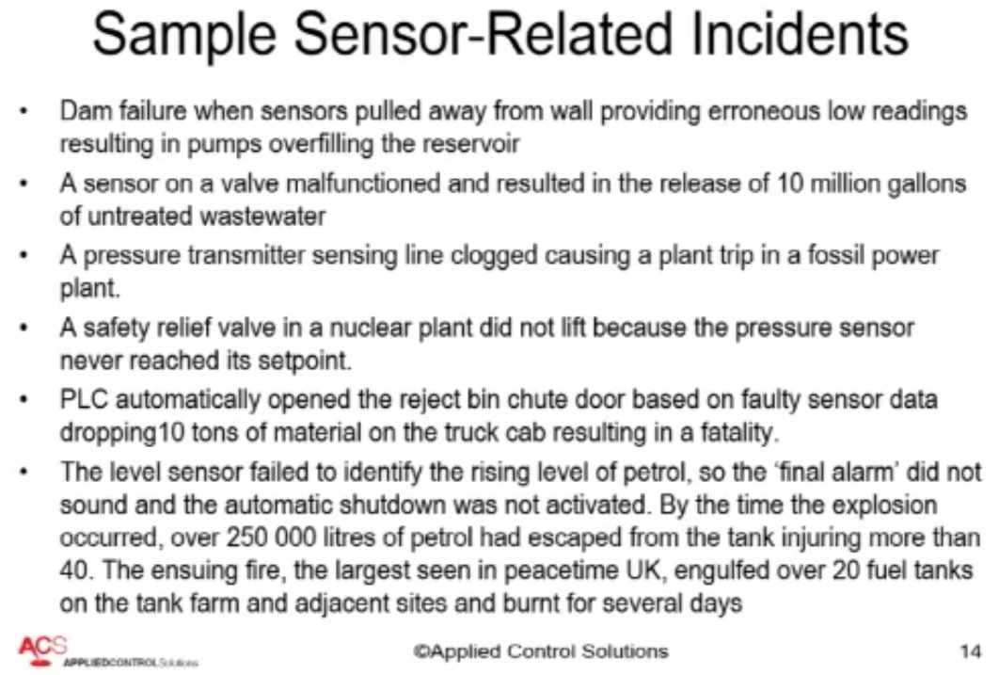 Sample Sensor-Related Incidents
• Dam failure when sensors pulled away from wall providing erroneous low readings
resulting in pumps overfilling the reservoir
• A sensor on a valve malfunctioned and resulted in the release of 10 million gallons
of untreated wastewater
• A pressure transmitter sensing line clogged causing a plant trip in a fossil power
plant.
• A safety relief valve in a nuclear plant did not lift because the pressure sensor
never reached its setpoint.
• PLC automatically opened the reject bin chute door based on faulty sensor data
dropping10 tons of material on the truck cab resulting in a fatality.
• The level sensor failed to identify the rising level of petrol, so the ‘final alarm’ did not
sound and the automatic shutdown was not activated. By the time the explosion
occurred, over 250 000 litres of petrol had escaped from the tank injuring more than
40. The ensuing fire, the largest seen in peacetime UK, engulfed over 20 fuel tanks
on the tank farm and adjacent sites and burnt for several days
ACS
APPLIEDCONTROLSolutions
©Applied Control Solutions
14